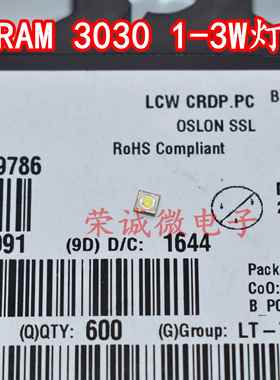 RAM 3030 1-3W灯
LCW CRDP.PC
B
OSLON SSL
RoHS Compliant
9786
荣诚微电子
091
(9D) D/C: 1644
Pack
CoO:
B_PC
(Q)QTY: 600
(G)Group: LT-